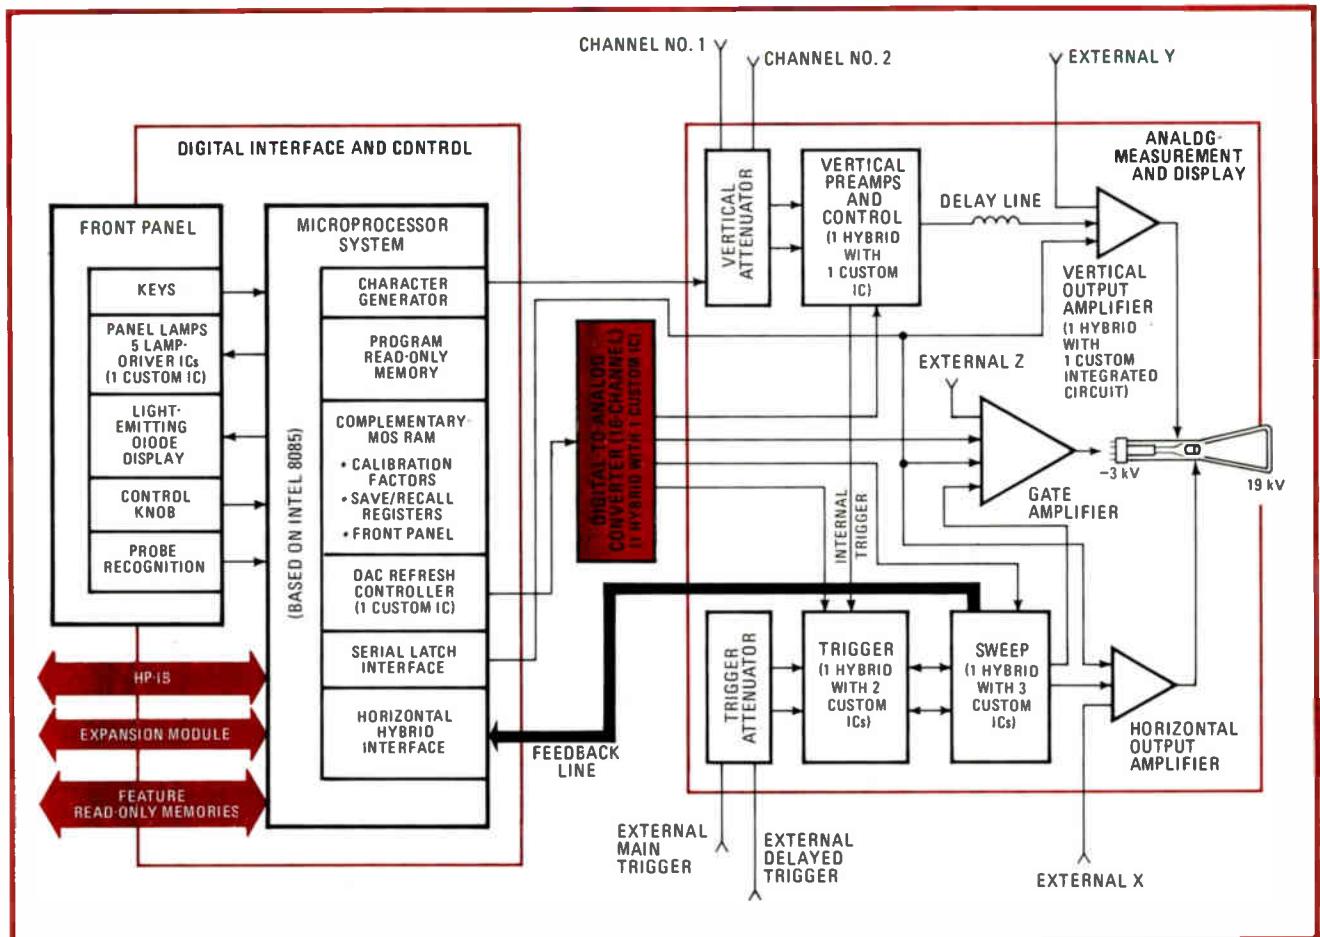 CHANNEL NO. 1
CHANNEL NO. 2
EXTERNAL Y
DIGITAL INTERFACE AND CONTROL
ANALOG-
MEASUREMENT
AND DISPLAY
FRONT PANEL
KEYS
PANEL LAMPS
5 LAMP-
DRIVER ICs
(1 CUSTOM IC)
LIGHT-
EMITTING
DIODE
DISPLAY
CONTROL
KNOB
PROBE
RECOGNITION
HP-IB
EXPANSION MODULE
FEATURE
READ-ONLY MEMORIES
MICROPROCESSOR
SYSTEM
(BASED ON INTEL 8085)
CHARACTER
GENERATOR
PROGRAM
READ-ONLY
MEMORY
COMPLEMENTARY-
MOS RAM
• CALIBRATION
FACTORS
• SAVE/RECALL
REGISTERS
• FRONT PANEL
DAC REFRESH
CONTROLLER
(1 CUSTOM IC)
SERIAL LATCH
INTERFACE
HORIZONTAL
HYBRID
INTERFACE
DIGITAL-TO-ANALOG
CONVERTER (16-CHANNEL)
(1 HYBRID WITH 1 CUSTOM IC)
FEEDBACK
LINE
VERTICAL
ATTENUATOR
VERTICAL
PREAMPS
AND
CONTROL
(1 HYBRID
WITH
1 CUSTOM
IC)
DELAY LINE
VERTICAL
OUTPUT
AMPLIFIER
(1 HYBRID
WITH
1 CUSTOM
INTEGRATED
CIRCUIT)
EXTERNAL Z
GATE
AMPLIFIER
–3 kV
19 kV
INTERNAL
TRIGGER
TRIGGER
ATTENUATOR
TRIGGER
(1 HYBRID
WITH 2
CUSTOM
ICs)
SWEEP
(1 HYBRID
WITH 3
CUSTOM
ICs)
HORIZONTAL
OUTPUT
AMPLIFIER
EXTERNAL
MAIN
TRIGGER
EXTERNAL
DELAYED
TRIGGER
EXTERNAL X